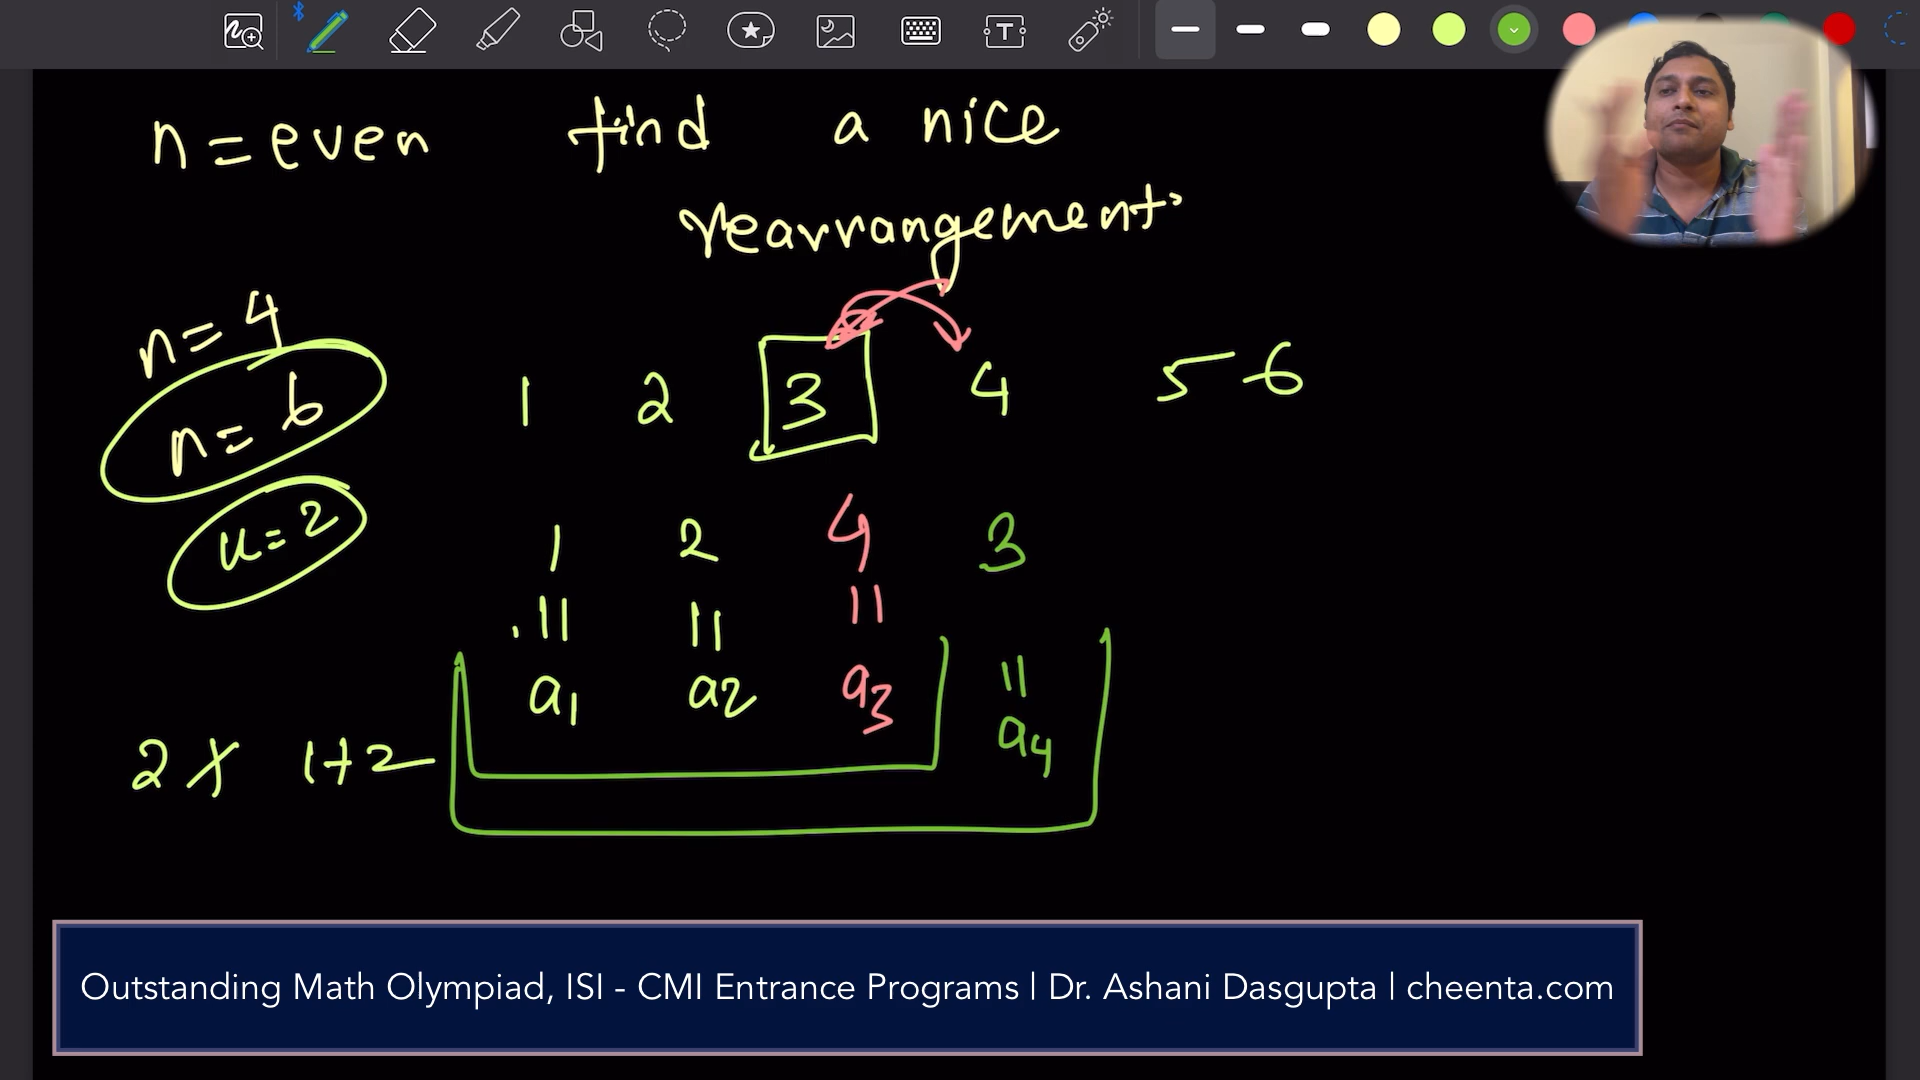 n = even find a nice
rearrangement
n = 4
n = 6
1 2 3 4 5 - 6
k = 2
1 2 4 3
|| || || ||
a1 a2 a3 a4
2 X 1+2
Outstanding Math Olympiad, ISI - CMI Entrance Programs | Dr. Ashani Dasgupta | cheenta.com